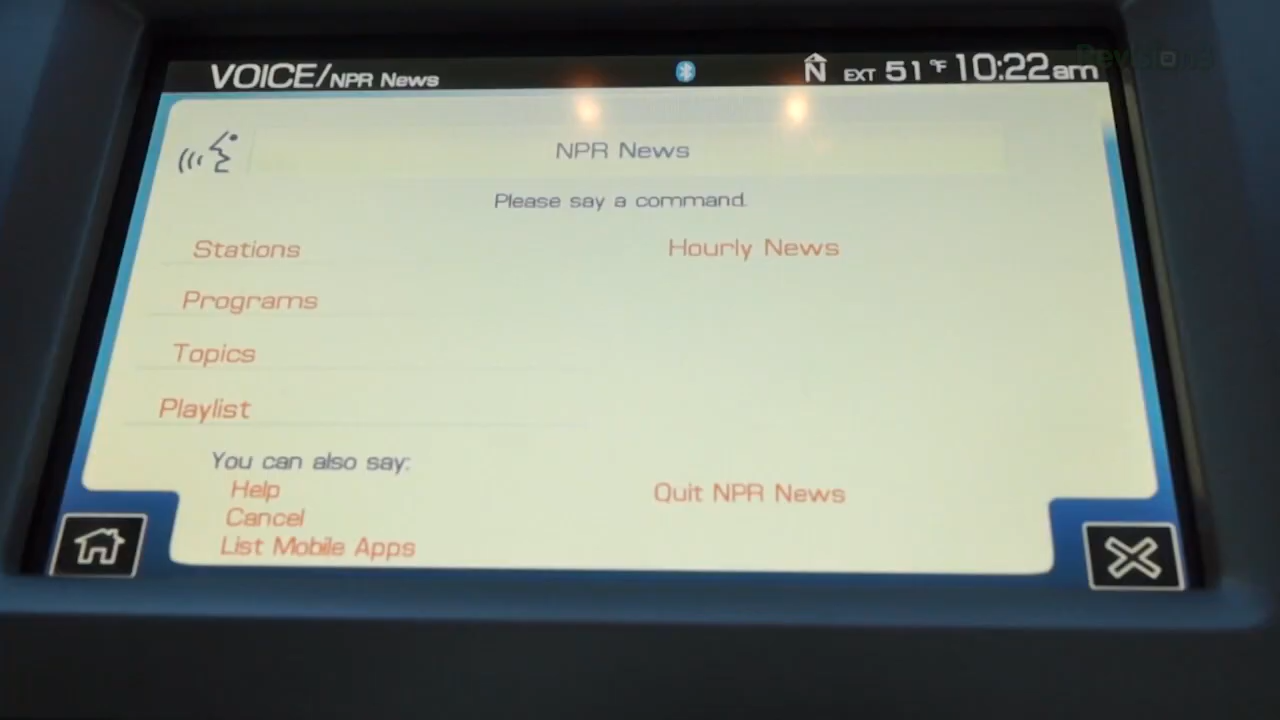 VOICE/NPR News
N EXT 51°F 10:22am
NPR News
Please say a command.
Stations
Hourly News
Programs
Topics
Playlist
You can also say:
Help
Quit NPR News
Cancel
List Mobile Apps